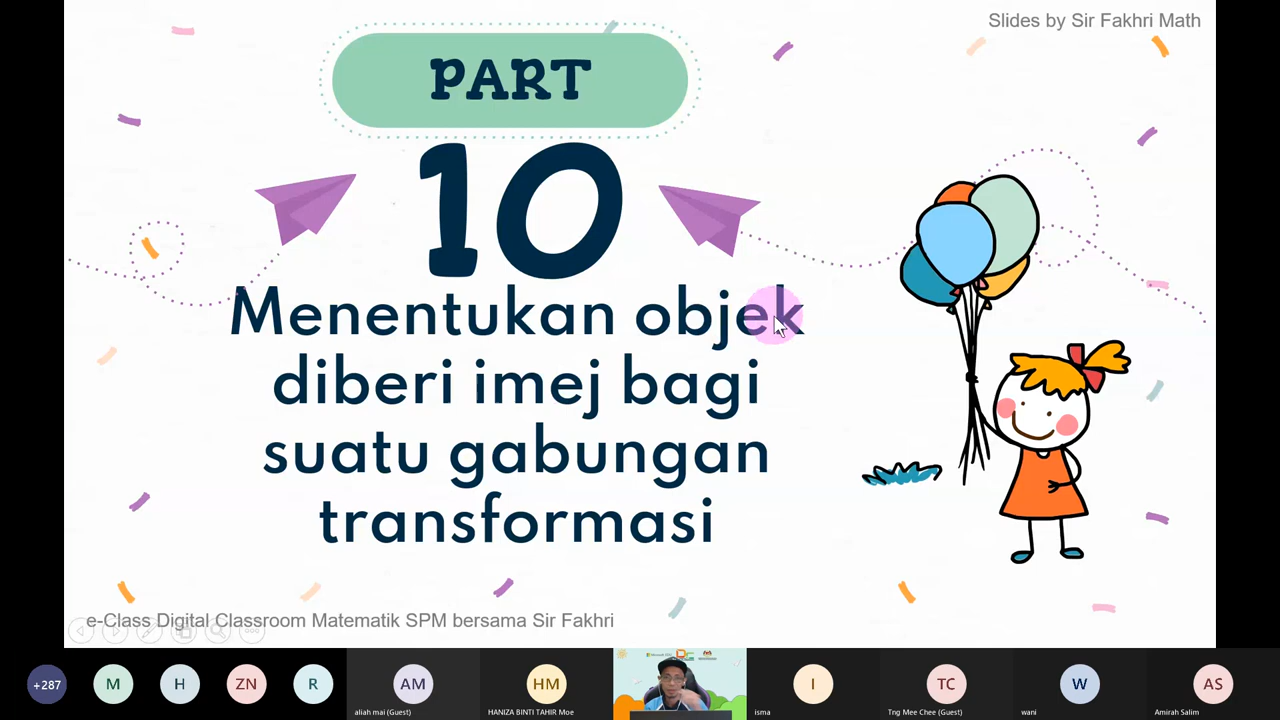 Slides by Sir Fakhri Math
PART
10
Menentukan objek
diberi imej bagi
suatu gabungan
transformasi
e-Class Digital Classroom Matematik SPM bersama Sir Fakhri
+287
M
H
ZN
R
AM
HM
I
TC
W
AS
aliah mai (Guest)
HANIZA BINTI TAHIR Moe
isma
Tng Mee Chee (Guest)
wani
Amirah Salim